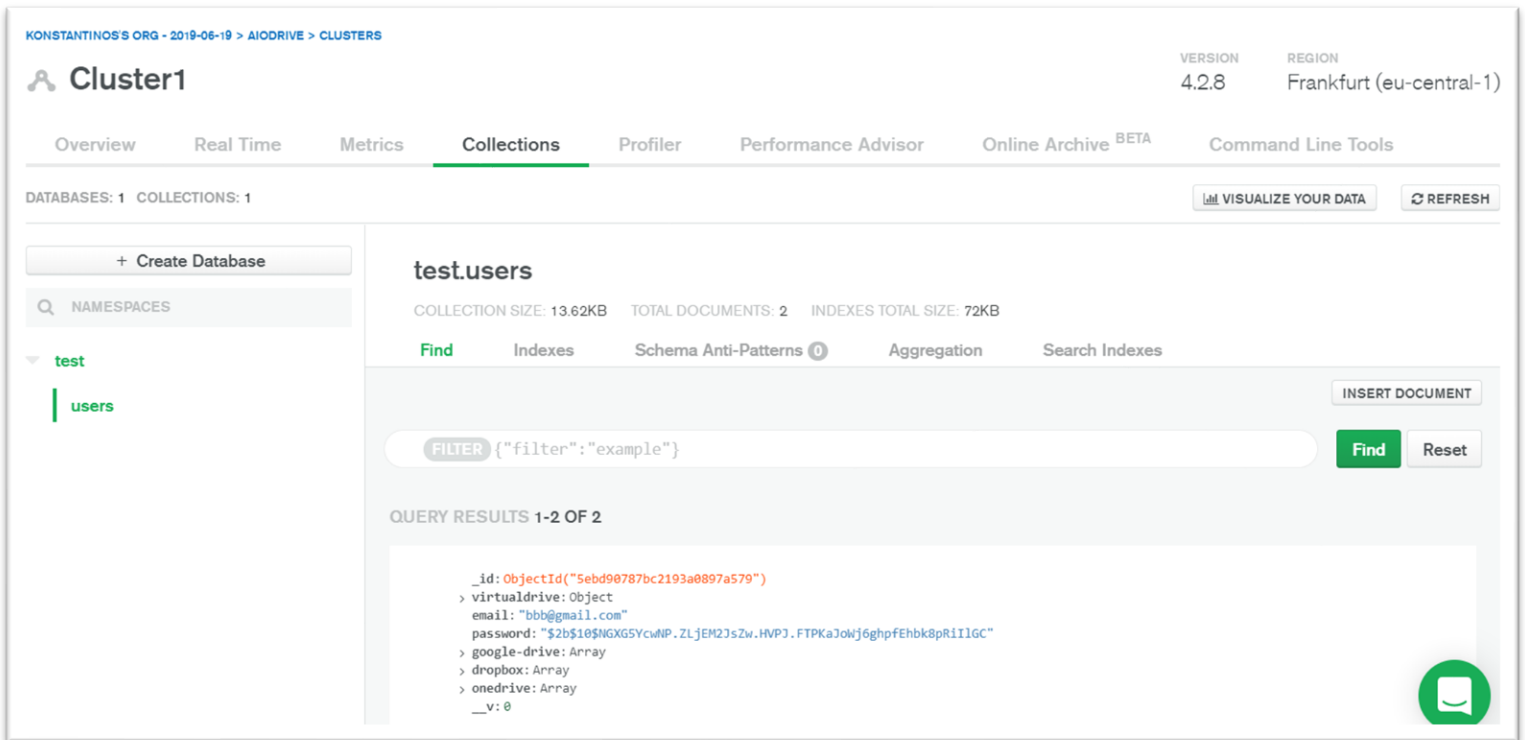 KONSTANTINOS'S ORG - 2019-06-19 > AIODRIVE > CLUSTERS
Cluster1
VERSION
4.2.8
REGION
Frankfurt (eu-central-1)
Overview Real Time Metrics Collections Profiler Performance Advisor Online Archive BETA Command Line Tools
DATABASES: 1 COLLECTIONS: 1
VISUALIZE YOUR DATA
REFRESH
+ Create Database
NAMESPACES
test
users
test.users
COLLECTION SIZE: 13.62KB TOTAL DOCUMENTS: 2 INDEXES TOTAL SIZE: 72KB
Find Indexes Schema Anti-Patterns 0 Aggregation Search Indexes
INSERT DOCUMENT
FILTER {"filter":"example"}
Find
Reset
QUERY RESULTS 1-2 OF 2
_id: ObjectId("5ebd90787bc2193a0897a579")
> virtualdrive: Object
email: "bbb@gmail.com"
password: "$2b$10$NGXG5YcwNP.ZLjEM2JsZw.HVPJ.FTPKaJoWj6ghpfEhbk8pRiIlGC"
> google-drive: Array
> dropbox: Array
> onedrive: Array
__v: 0